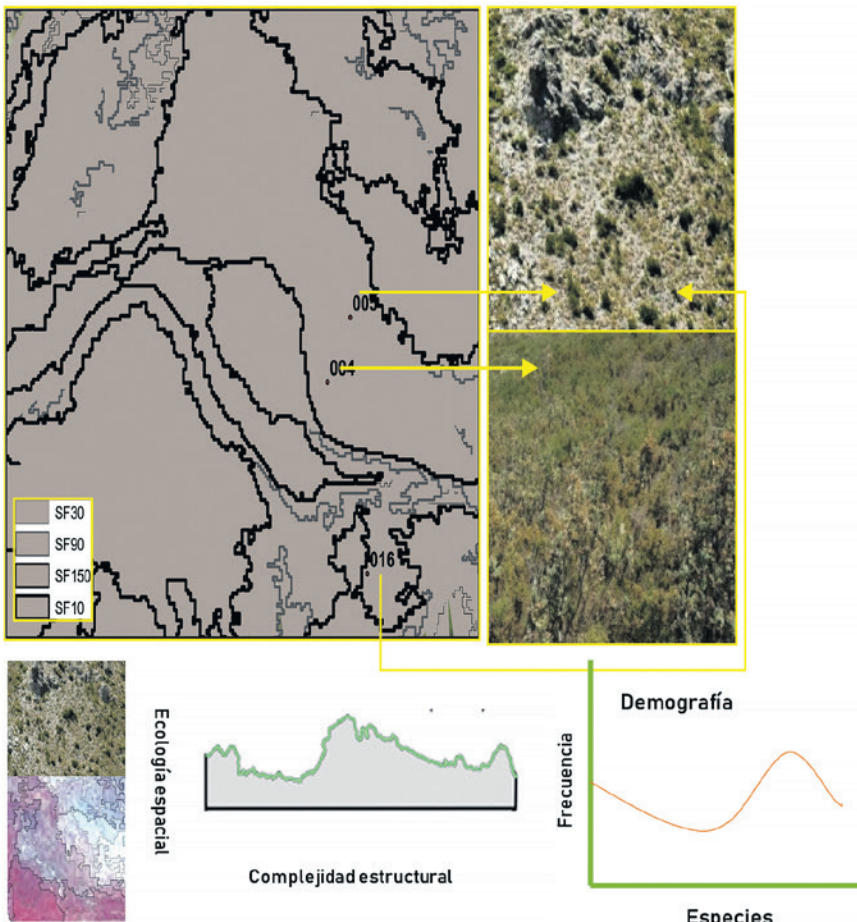 005
004
SF30
SF90
SF150
SF10
016
Ecología espacial
Complejidad estructural
Demografía
Frecuencia
Especies